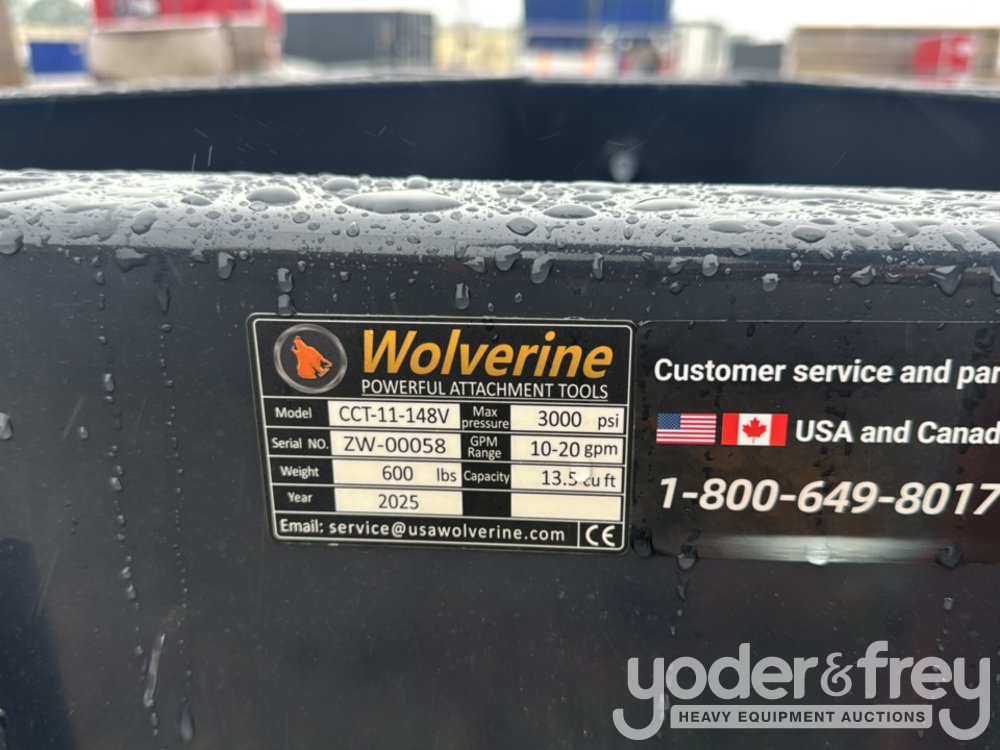 Wolverine
POWERFUL ATTACHMENT TOOLS
Model CCT-11-148V Max pressure 3000 psi
Serial NO. ZW-00058 GPM Range 10-20 gpm
Weight 600 lbs Capacity 13.5 cu ft
Year 2025
Email: service@usawolverine.com CE
Customer service and par
USA and Canad
1-800-649-8017
yoder&frey
HEAVY EQUIPMENT AUCTIONS